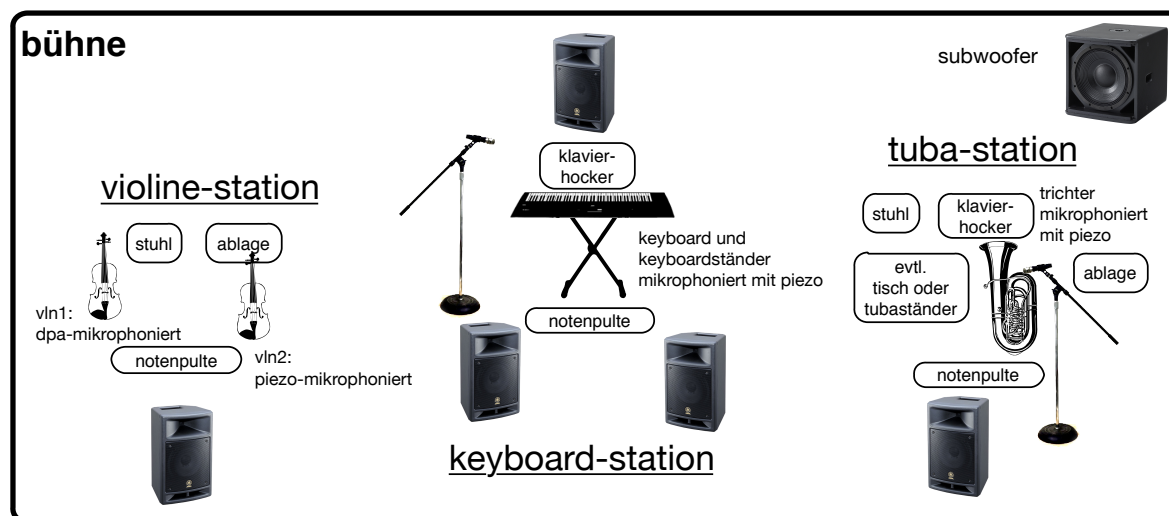 bühne
subwoofer
tuba-station
klavier-
hocker
violine-station
stuhl
ablage
vln1:
dpa-mikrophoniert
notenpulte
vln2:
piezo-mikrophoniert
keyboard und
keyboardständer
mikrophoniert mit piezo
notenpulte
keyboard-station
stuhl
klavier-
hocker
trichter
mikrophoniert
mit piezo
evtl.
tisch oder
tubaständer
ablage
notenpulte